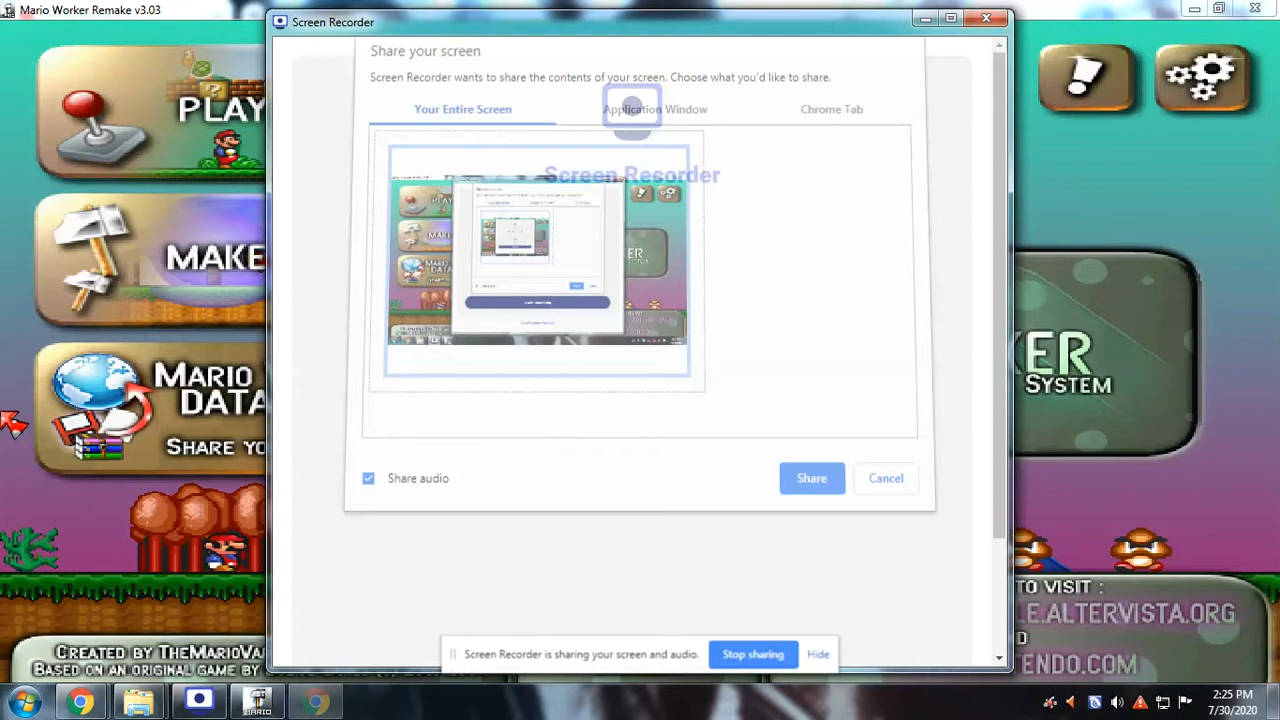 Mario Worker Remake v3.03
Screen Recorder
Share your screen
Screen Recorder wants to share the contents of your screen. Choose what you'd like to share.
Your Entire Screen
Application Window
Chrome Tab
Screen Recorder
PLAY
MAKE
MARIO
DATA
SHARE YO
KER
SYSTEM
Share audio
Share
Cancel
TO VISIT :
LE.ALTERVISTA.ORG
D
ENDO.COM
CREATED BY THEMARIOVA
BASED ON AN ORIGINAL GAME BY
Screen Recorder is sharing your screen and audio.
Stop sharing
Hide
MARIO
2:25 PM
7/30/2020